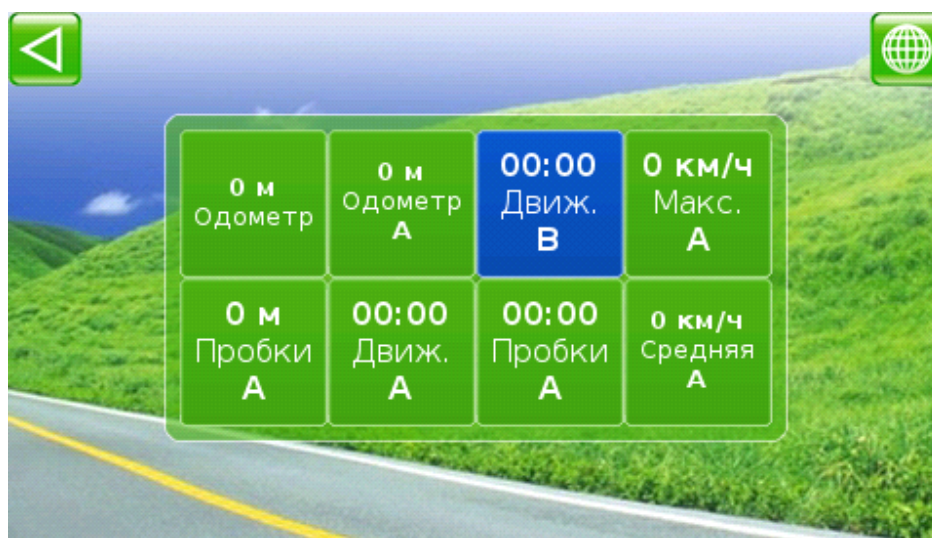 0 м
Одометр
0 м
Одометр
А
00:00
Движ.
В
0 км/ч
Макс.
А
0 м
Пробки
А
00:00
Движ.
А
00:00
Пробки
А
0 км/ч
Средняя
А